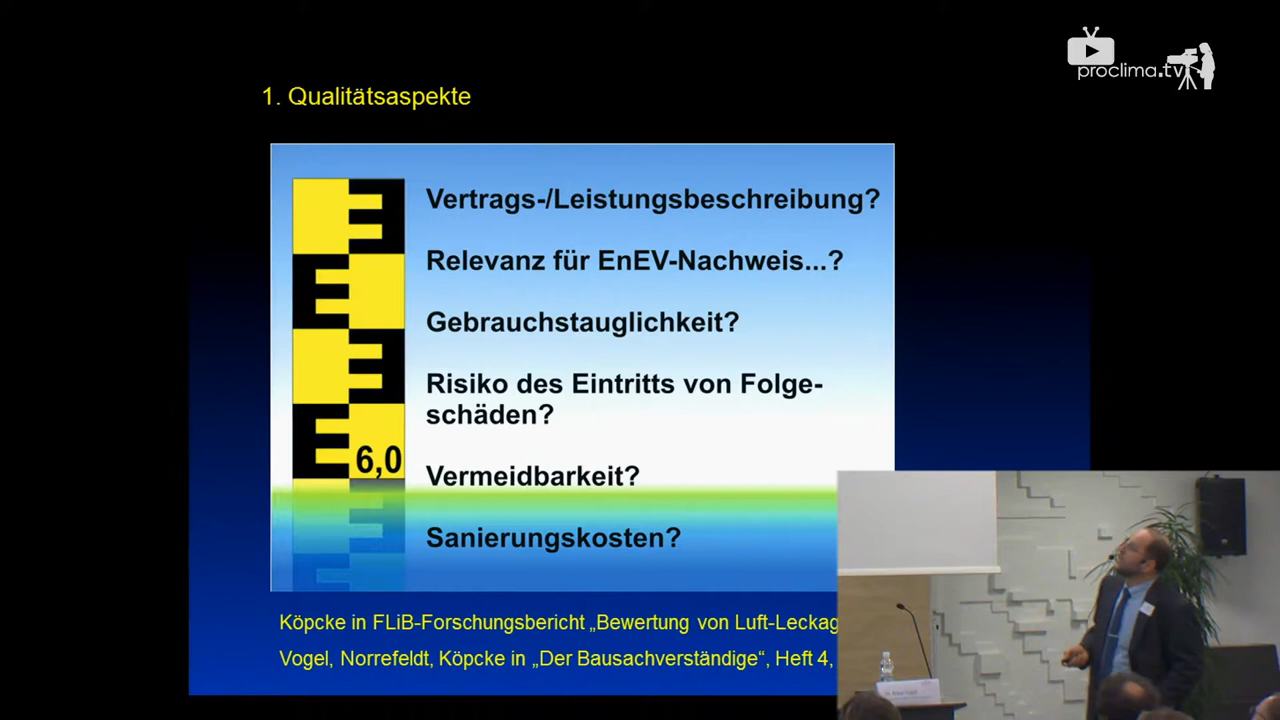 proclima.tv
1. Qualitätsaspekte
Vertrags-/Leistungsbeschreibung?
Relevanz für EnEV-Nachweis...?
Gebrauchstauglichkeit?
Risiko des Eintritts von Folge-
schäden?
6,0
Vermeidbarkeit?
Sanierungskosten?
Köpcke in FLiB-Forschungsbericht „Bewertung von Luft-Leckag
Vogel, Norrefeldt, Köpcke in „Der Bausachverständige“, Heft 4,